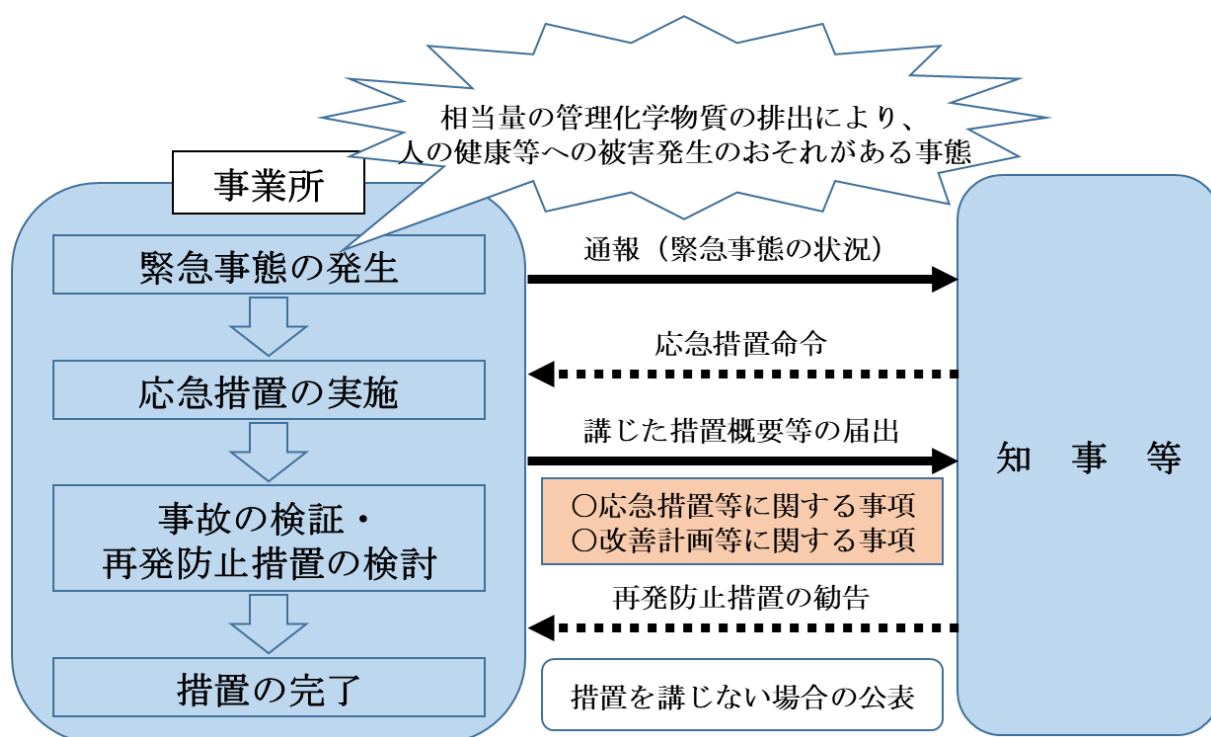 相当量の管理化学物質の排出により、
人の健康等への被害発生のおそれがある事態
事業所
緊急事態の発生
通報（緊急事態の状況）
応急措置命令
応急措置の実施
講じた措置概要等の届出
知　事　等
〇応急措置等に関する事項
〇改善計画等に関する事項
事故の検証・
再発防止措置の検討
再発防止措置の勧告
措置の完了
措置を講じない場合の公表